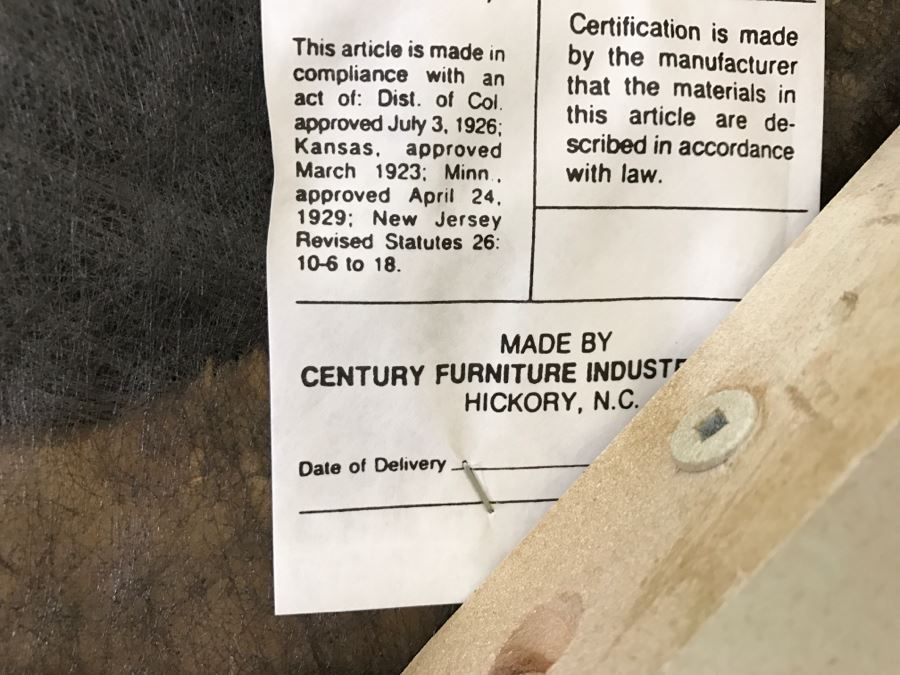 This article is made in
compliance with an
act of: Dist. of Col.
approved July 3, 1926;
Kansas, approved
March 1923; Minn.,
approved April 24,
1929; New Jersey
Revised Statutes 26:
10-6 to 18.
Certification is made
by the manufacturer
that the materials in
this article are de-
scribed in accordance
with law.
MADE BY
CENTURY FURNITURE
HICKORY, N.C.
Date of Delivery